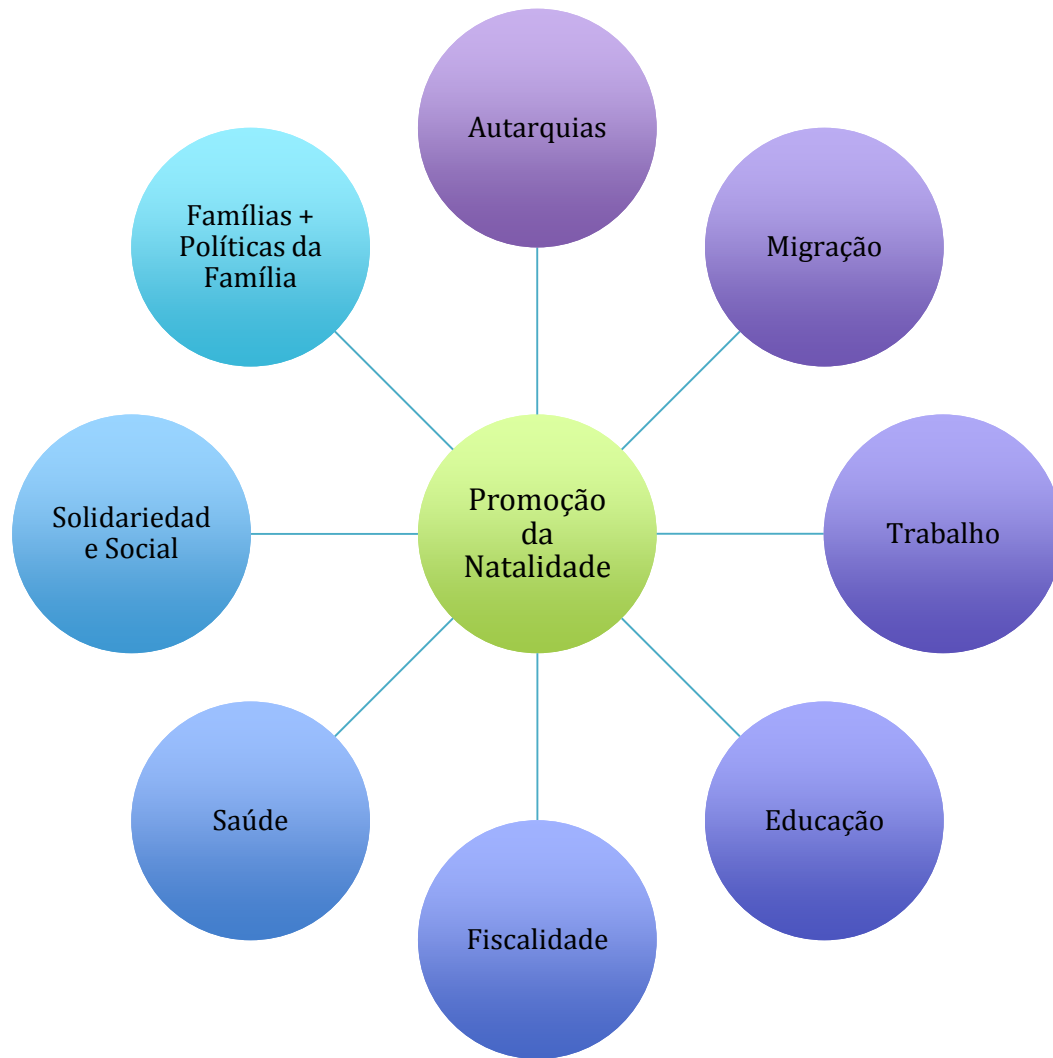 Autarquias
Famílias +
Políticas da
Família
Migração
Solidariedad
e Social
Promoção
da
Natalidade
Trabalho
Saúde
Educação
Fiscalidade